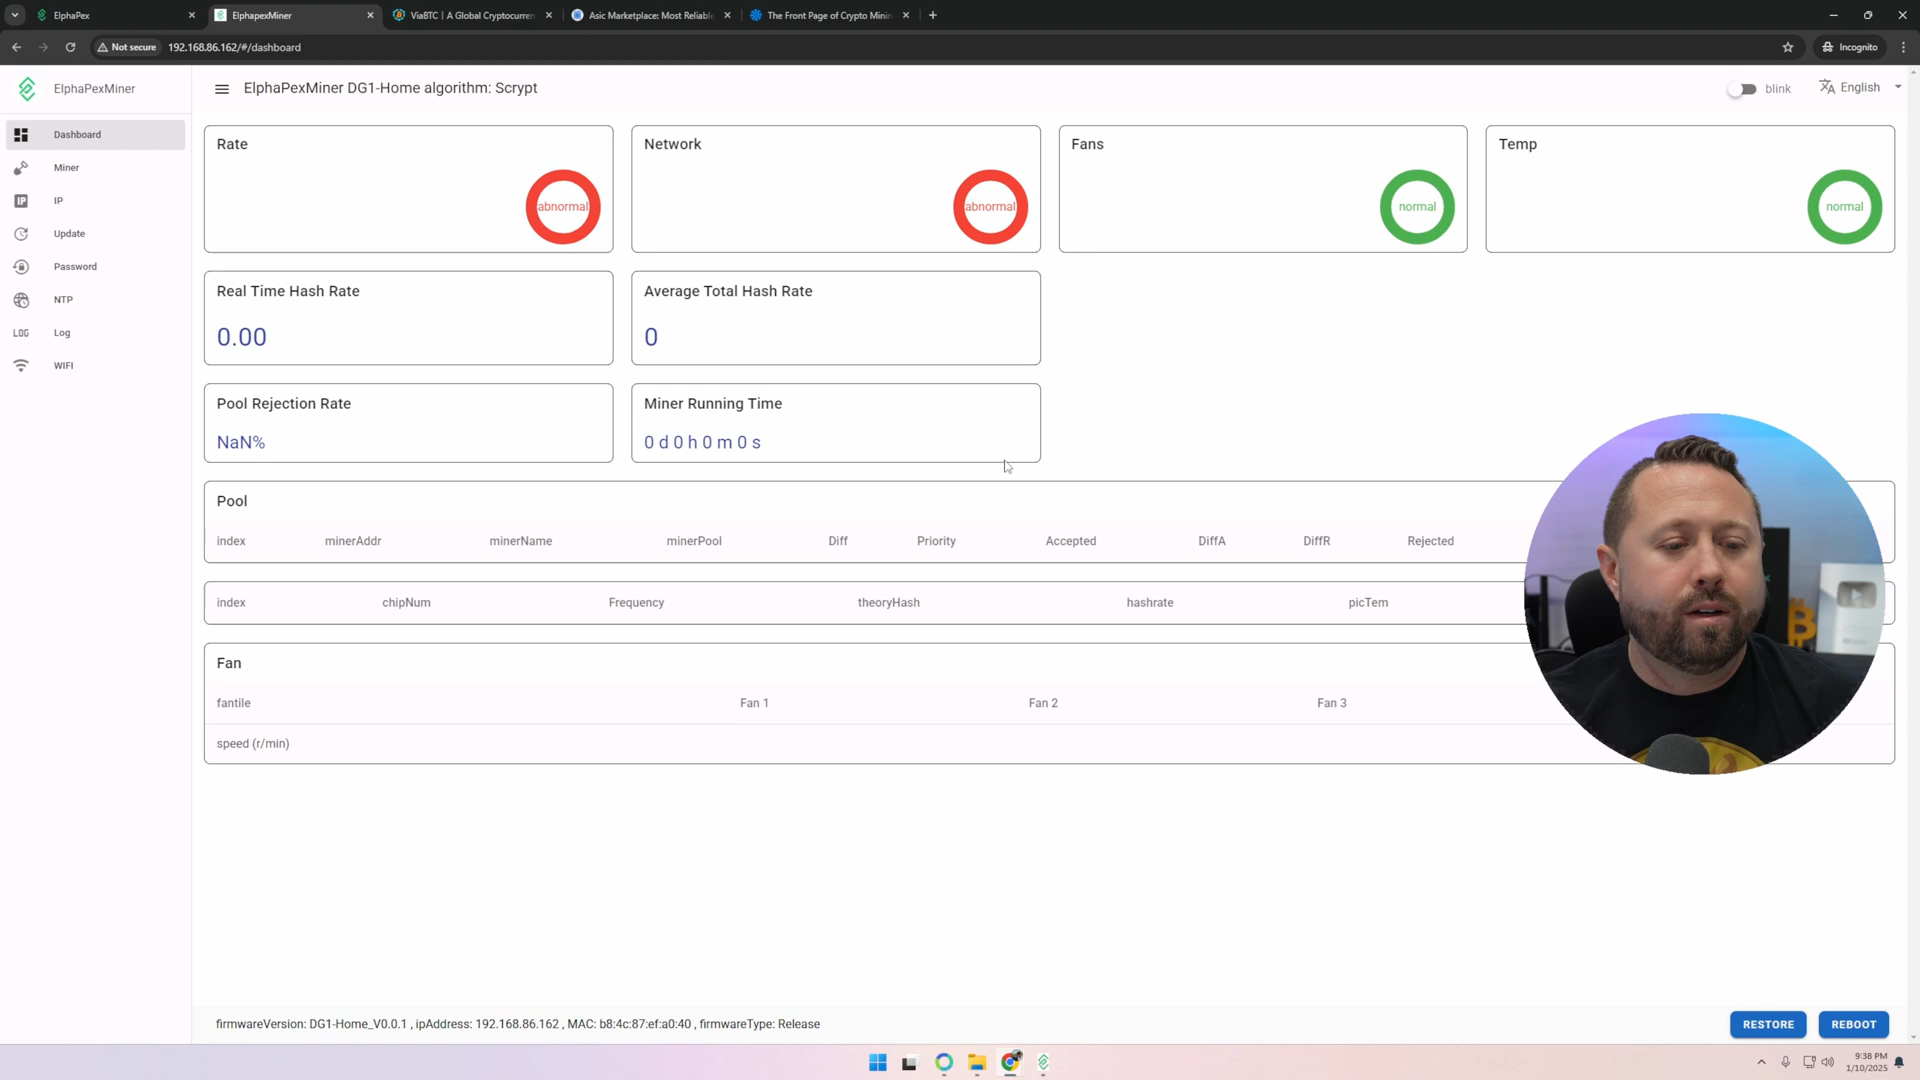 ElphaPex
ElphapexMiner
ViaBTC | A Global Cryptocurren
Asic Marketplace: Most Reliable
The Front Page of Crypto Minin
Not secure
192.168.86.162/#/dashboard
Incognito
ElphaPexMiner
ElphaPexMiner DG1-Home algorithm: Scrypt
blink
English
Dashboard
Miner
IP
IP
Update
Password
NTP
LOG
Log
WIFI
Rate
abnormal
Network
abnormal
Fans
normal
Temp
normal
Real Time Hash Rate
0.00
Average Total Hash Rate
0
Pool Rejection Rate
NaN%
Miner Running Time
0 d 0 h 0 m 0 s
Pool
index minerAddr minerName minerPool Diff Priority Accepted DiffA DiffR Rejected
index chipNum Frequency theoryHash hashrate picTem
Fan
fantile Fan 1 Fan 2 Fan 3
speed (r/min)
firmwareVersion: DG1-Home_V0.0.1 , ipAddress: 192.168.86.162 , MAC: b8:4c:87:ef:a0:40 , firmwareType: Release
RESTORE
REBOOT
9:38 PM
1/10/2025